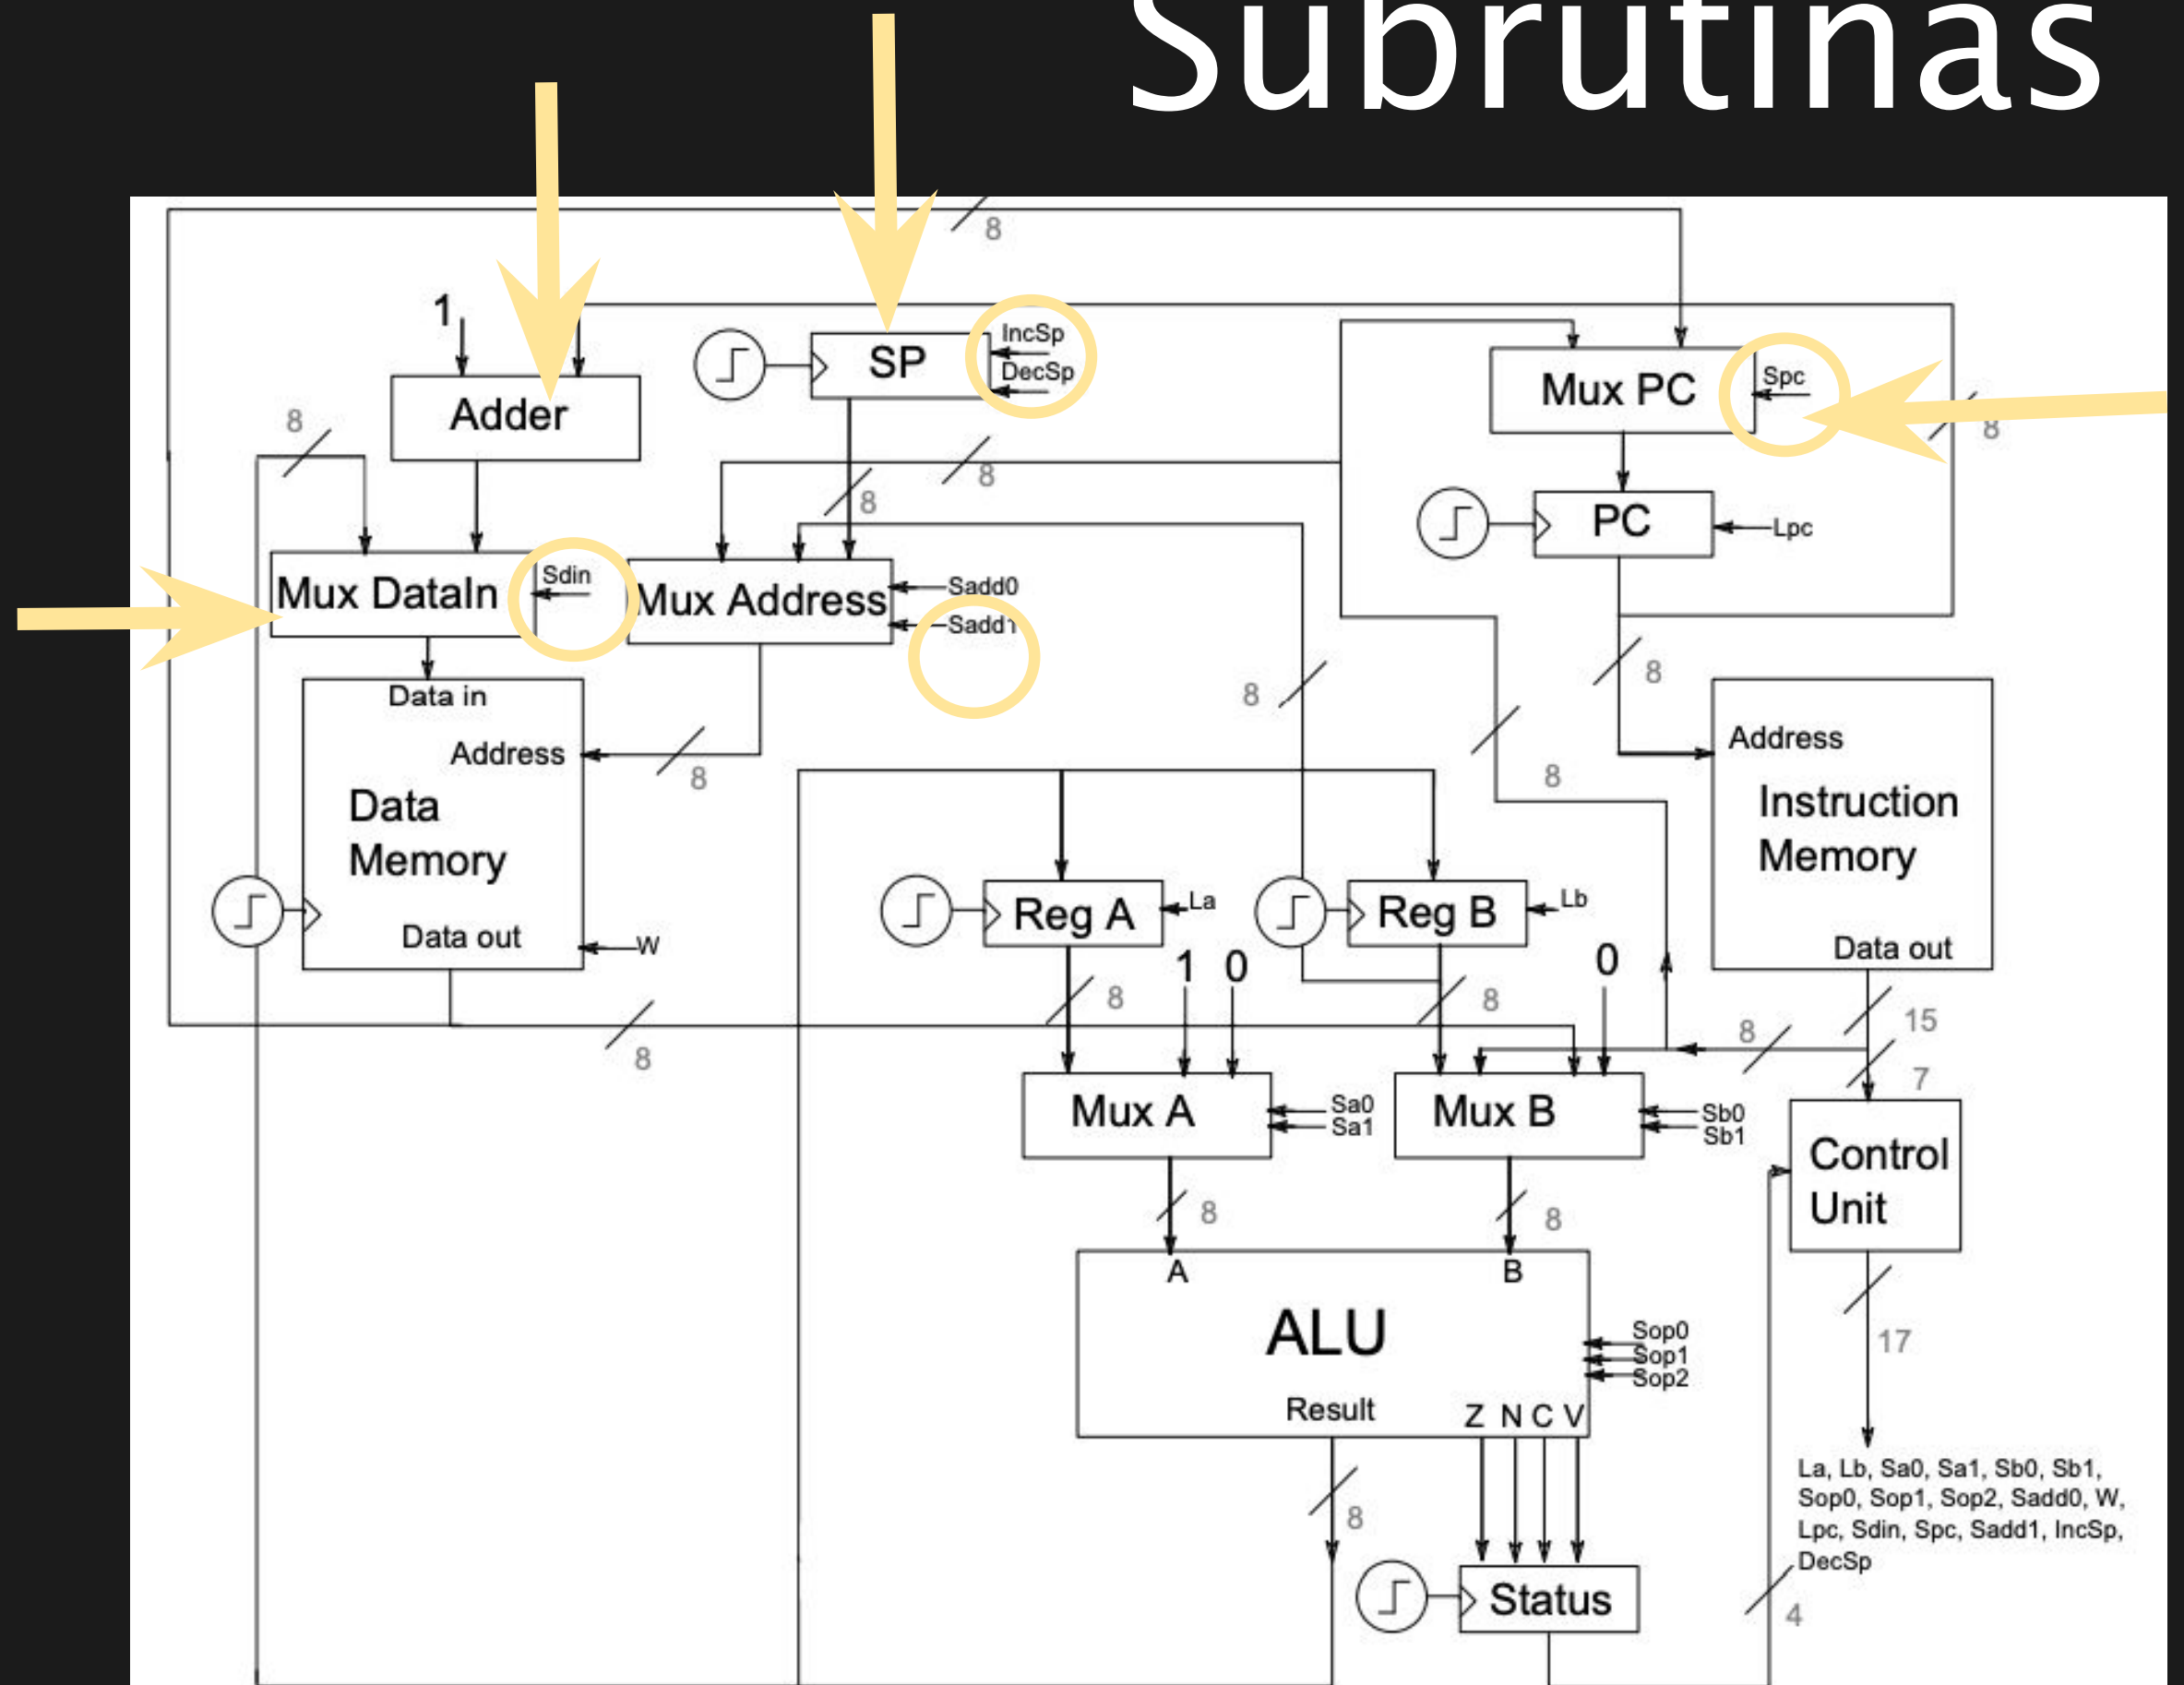 Subrutinas
8
1
IncSp
SP
DecSp
Adder
Mux PC
Spc
8
8
8
8
PC
Lpc
Mux DataIn
Sdin
Mux Address
Sadd0
Sadd1
8
8
Data in
Address
8
Data
Memory
Data out
W
8
Address
Instruction
Memory
Data out
Reg A
La
Reg B
Lb
1 0
0
8
8
15
8
8
7
Mux A
Sa0
Sa1
Mux B
Sb0
Sb1
Control
Unit
8
8
A
B
ALU
Sop0
Sop1
Sop2
17
Result
Z N C V
8
La, Lb, Sa0, Sa1, Sb0, Sb1,
Sop0, Sop1, Sop2, Sadd0, W,
Lpc, Sdin, Spc, Sadd1, IncSp,
DecSp
Status
4